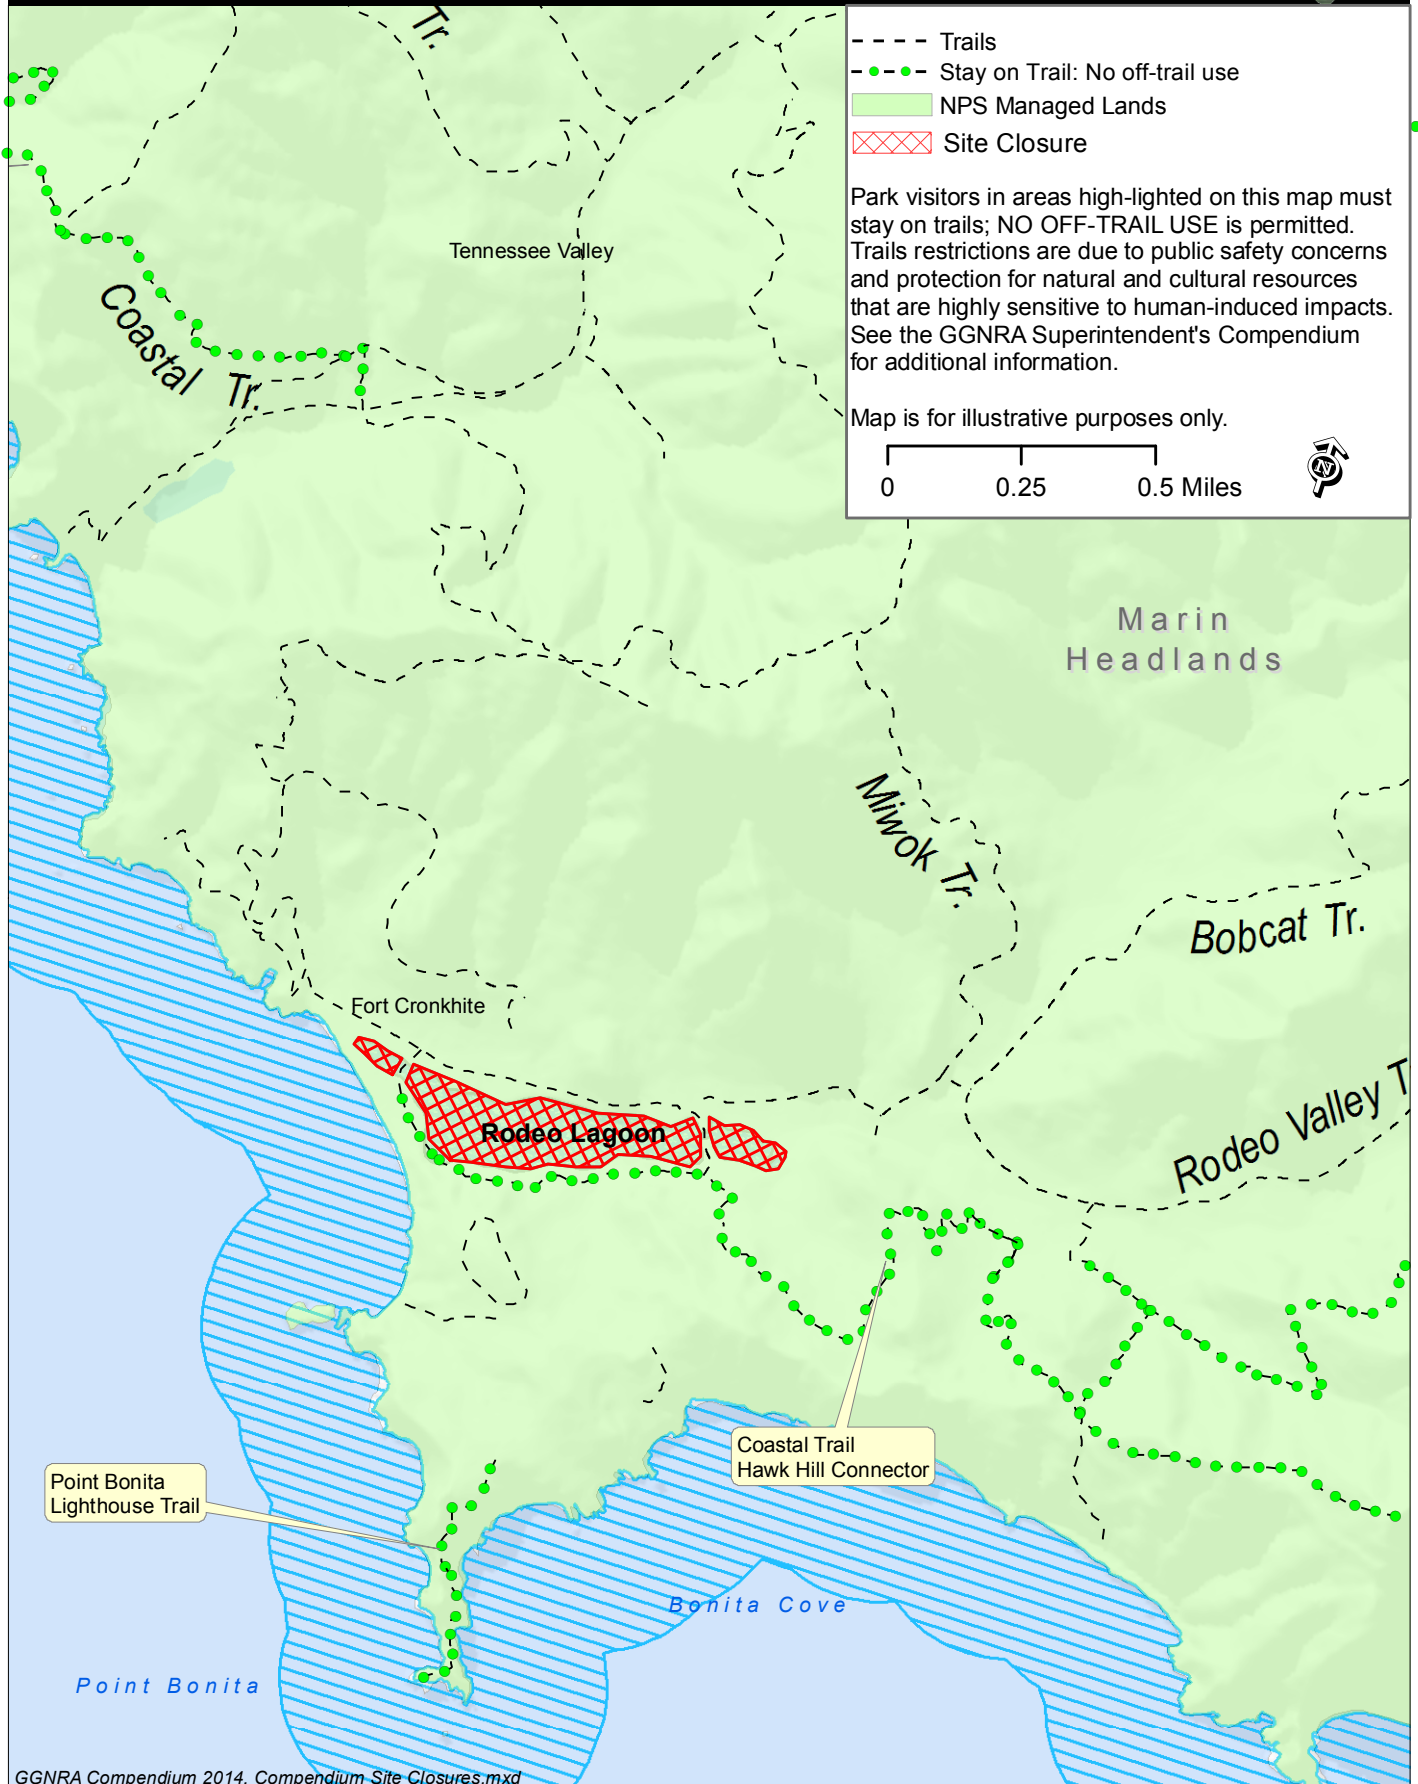 Tr.
Trails
Stay on Trail: No off-trail use
NPS Managed Lands
Site Closure
Park visitors in areas high-lighted on this map must
stay on trails; NO OFF-TRAIL USE is permitted.
Trails restrictions are due to public safety concerns
and protection for natural and cultural resources
that are highly sensitive to human-induced impacts.
See the GGNRA Superintendent's Compendium
for additional information.
Map is for illustrative purposes only.
0 0.25 0.5 Miles
N
Tennessee Valley
Coastal Tr.
Marin
Headlands
Miwok Tr.
Bobcat Tr.
Fort Cronkhite
Rodeo Lagoon
Rodeo Valley T
Coastal Trail
Hawk Hill Connector
Point Bonita
Lighthouse Trail
Bonita Cove
Point Bonita
GGNRA Compendium 2014, Compendium Site Closures.mxd